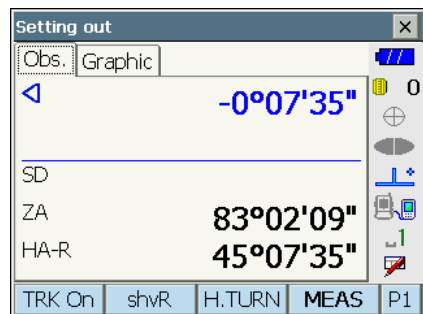 Setting out
Obs. Graphic
-0°07'35" 0
SD
ZA 83°02'09"
HA-R 45°07'35"
1
TRK On shvR H.TURN MEAS P1